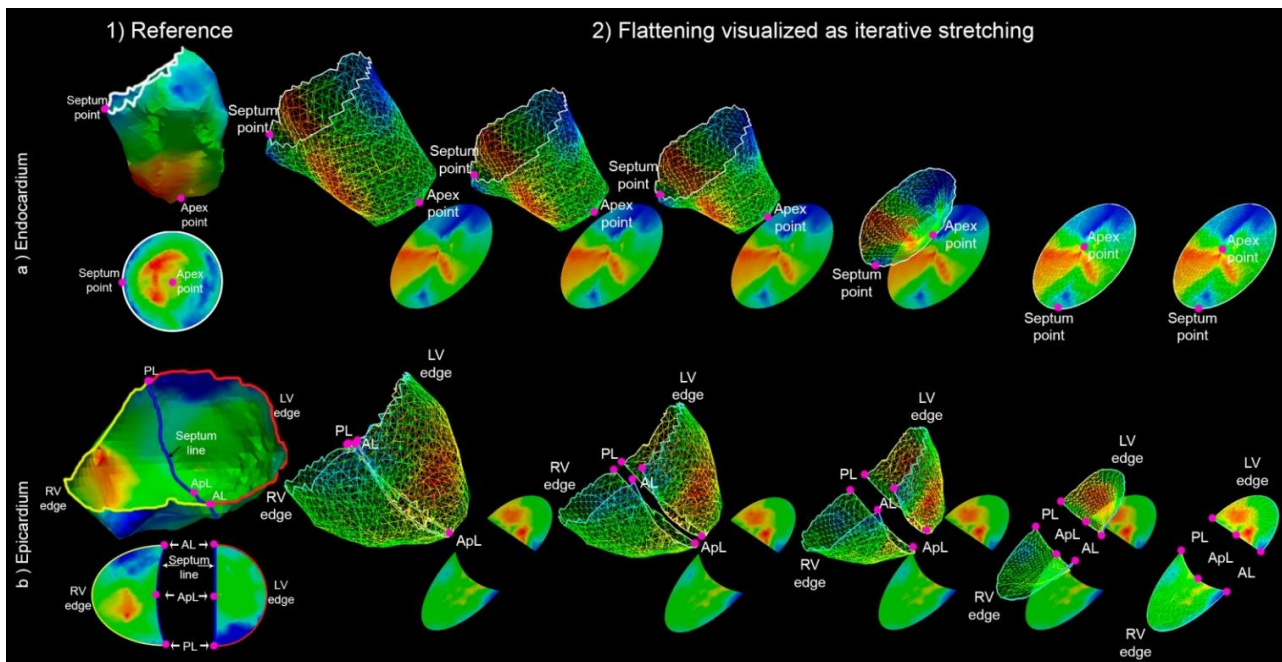 1) Reference
2) Flattening visualized as iterative stretching
a ) Endocardium
Septum
point
Apex
point
Septum
point
Apex
point
Septum
point
Apex
point
Septum
point
Apex
point
Septum
point
Apex
point
Septum
point
Apex
point
Septum
point
Apex
point
Septum
point
Apex
point
b ) Epicardium
PL
LV
edge
Septum
line
ApL
AL
RV
edge
AL
Septum
line
RV
edge
ApL
LV
edge
PL
LV
edge
PL
AL
RV
edge
ApL
LV
edge
PL
AL
RV
edge
ApL
LV
edge
PL
AL
RV
edge
ApL
LV
edge
PL
ApL
AL
RV
edge
LV
edge
PL
ApL
AL
RV
edge